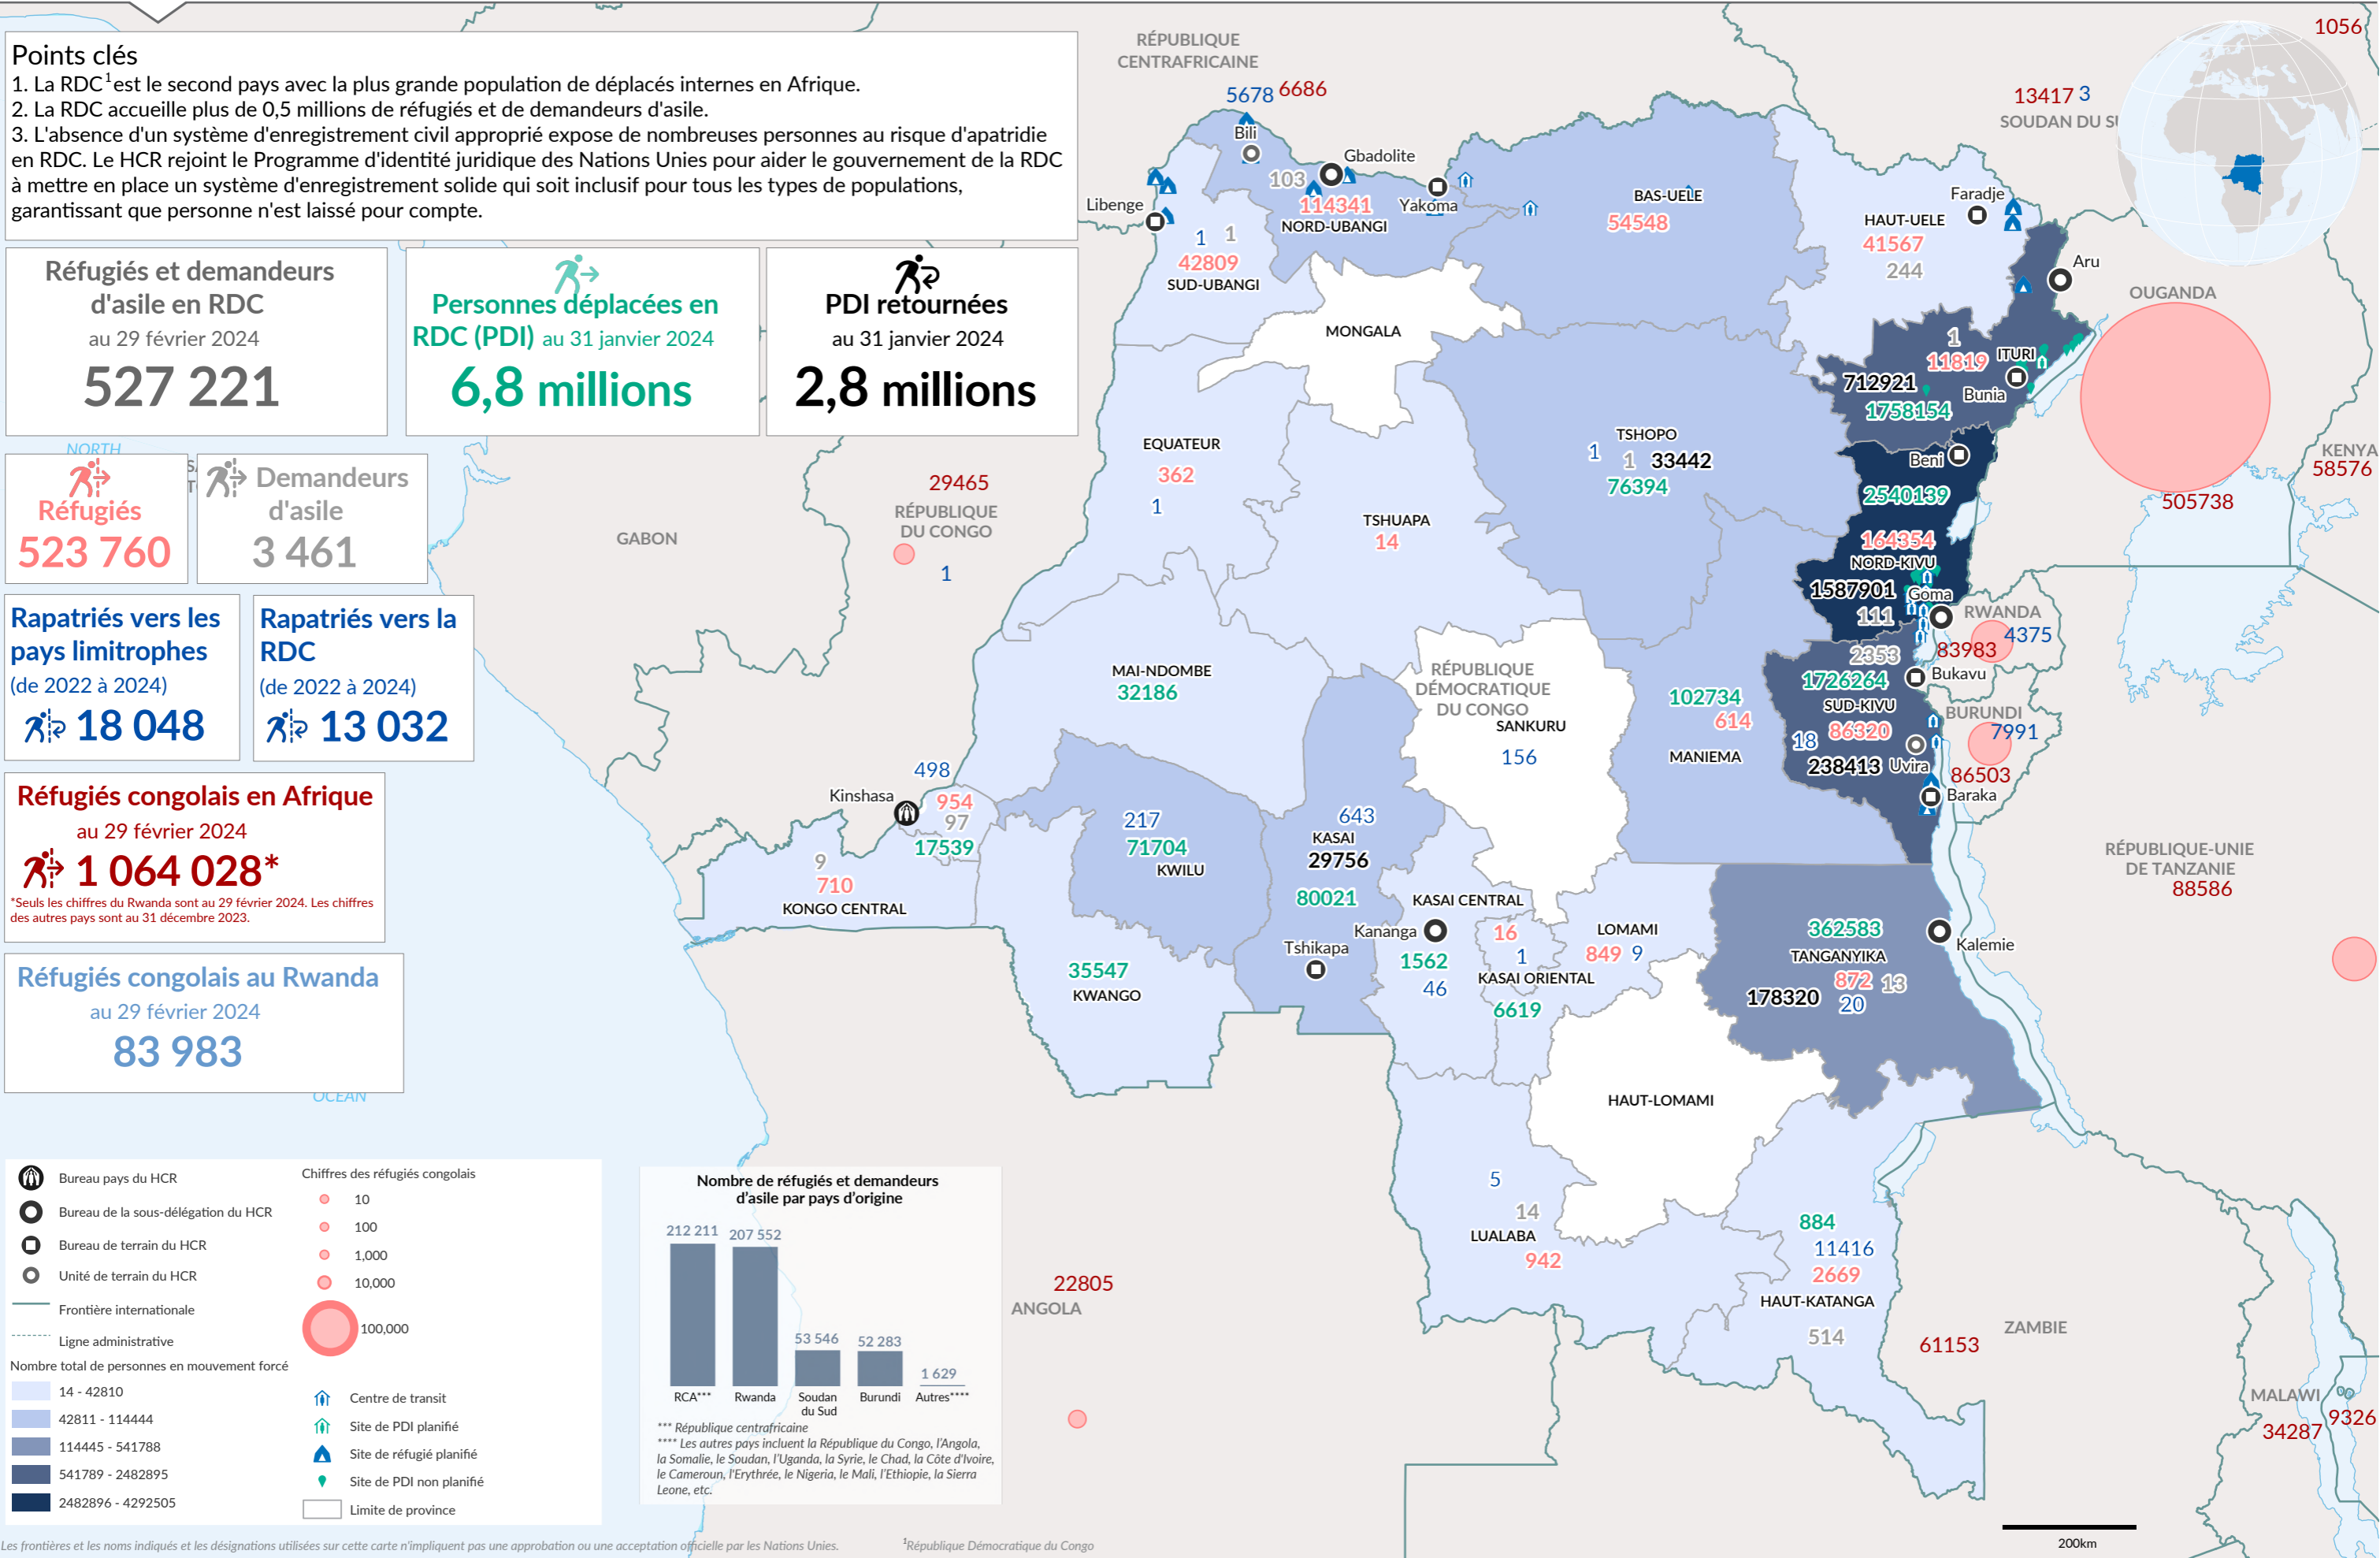 Points clés
1. La RDC¹ est le second pays avec la plus grande population de déplacés internes en Afrique.
2. La RDC accueille plus de 0,5 millions de réfugiés et de demandeurs d'asile.
3. L'absence d'un système d'enregistrement civil approprié expose de nombreuses personnes au risque d'apatridie
en RDC. Le HCR rejoint le Programme d'identité juridique des Nations Unies pour aider le gouvernement de la RDC
à mettre en place un système d'enregistrement solide qui soit inclusif pour tous les types de populations,
garantissant que personne n'est laissé pour compte.
Réfugiés et demandeurs
d'asile en RDC
au 29 février 2024
527 221
Personnes déplacées en
RDC (PDI) au 31 janvier 2024
6,8 millions
PDI retournées
au 31 janvier 2024
2,8 millions
NORTH
Réfugiés
523 760
Demandeurs
d'asile
3 461
Rapatriés vers les
pays limitrophes
(de 2022 à 2024)
18 048
Rapatriés vers la
RDC
(de 2022 à 2024)
13 032
Réfugiés congolais en Afrique
au 29 février 2024
1 064 028*
*Seuls les chiffres du Rwanda sont au 29 février 2024. Les chiffres
des autres pays sont au 31 décembre 2023.
Réfugiés congolais au Rwanda
au 29 février 2024
83 983
OCEAN
RÉPUBLIQUE
CENTRAFRICAINE
5678 6686
1056
13417 3
SOUDAN DU SU
Bili
Gbadolite
103
114341
NORD-UBANGI
Yakoma
Libenge
1 1
42809
SUD-UBANGI
BAS-UELE
54548
Faradje
HAUT-UELE
41567
244
Aru
OUGANDA
505738
MONGALA
1
11819
ITURI
712921
Bunia
1758154
KENYA
58576
EQUATEUR
362
1
TSHOPO
1
1
33442
76394
TSHUAPA
14
Beni
2540139
164354
NORD-KIVU
1587901
Goma
111
GABON
29465
RÉPUBLIQUE
DU CONGO
1
RWANDA
4375
83983
MAI-NDOMBE
32186
RÉPUBLIQUE
DÉMOCRATIQUE
DU CONGO
SANKURU
156
102734
614
MANIEMA
2353
1726264
Bukavu
SUD-KIVU
86320
18
238413
Uvira
Baraka
BURUNDI
7991
86503
RÉPUBLIQUE-UNIE
DE TANZANIE
88586
498
Kinshasa
954
97
17539
9
710
KONGO CENTRAL
217
71704
KWILU
643
KASAI
29756
80021
Tshikapa
35547
KWANGO
KASAI CENTRAL
Kananga
1562
46
16
1
KASAI ORIENTAL
6619
LOMAMI
849 9
362583
TANGANYIKA
872 13
178320
20
Kalemie
HAUT-LOMAMI
5
14
LUALABA
942
884
11416
2669
HAUT-KATANGA
514
22805
ANGOLA
61153
ZAMBIE
MALAWI
34287
9326
Bureau pays du HCR
Bureau de la sous-délégation du HCR
Bureau de terrain du HCR
Unité de terrain du HCR
Frontière internationale
Ligne administrative
Nombre total de personnes en mouvement forcé
14 - 42810
42811 - 114444
114445 - 541788
541789 - 2482895
2482896 - 4292505
Chiffres des réfugiés congolais
10
100
1,000
10,000
100,000
Centre de transit
Site de PDI planifié
Site de réfugié planifié
Site de PDI non planifié
Limite de province
Nombre de réfugiés et demandeurs
d'asile par pays d'origine
212 211
207 552
53 546
52 283
1 629
RCA***
Rwanda
Soudan
du Sud
Burundi
Autres****
*** République centrafricaine
**** Les autres pays incluent la République du Congo, l'Angola,
la Somalie, le Soudan, l'Uganda, la Syrie, le Chad, la Côte d'Ivoire,
le Cameroun, l'Erythrée, le Nigeria, le Mali, l'Ethiopie, la Sierra
Leone, etc.
200km
Les frontières et les noms indiqués et les désignations utilisées sur cette carte n'impliquent pas une approbation ou une acceptation officielle par les Nations Unies.
¹République Démocratique du Congo